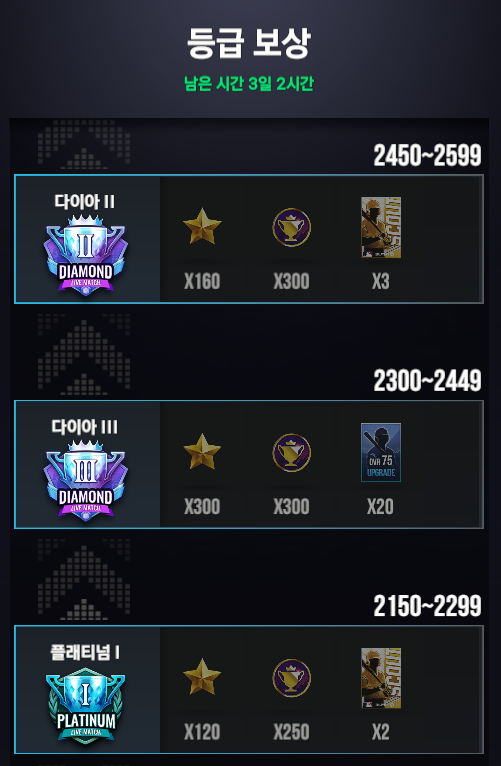 등급 보상
남은 시간 3일 2시간
2450~2599
다이아 II
II
DIAMOND
LIVE MATCH
SCOUT
X160 X300 X3
2300~2449
다이아 III
III
DIAMOND
LIVE MATCH
OVR 75
UPGRADE
X300 X300 X20
2150~2299
플래티넘 I
I
PLATINUM
LIVE MATCH
SCOUT
X120 X250 X2